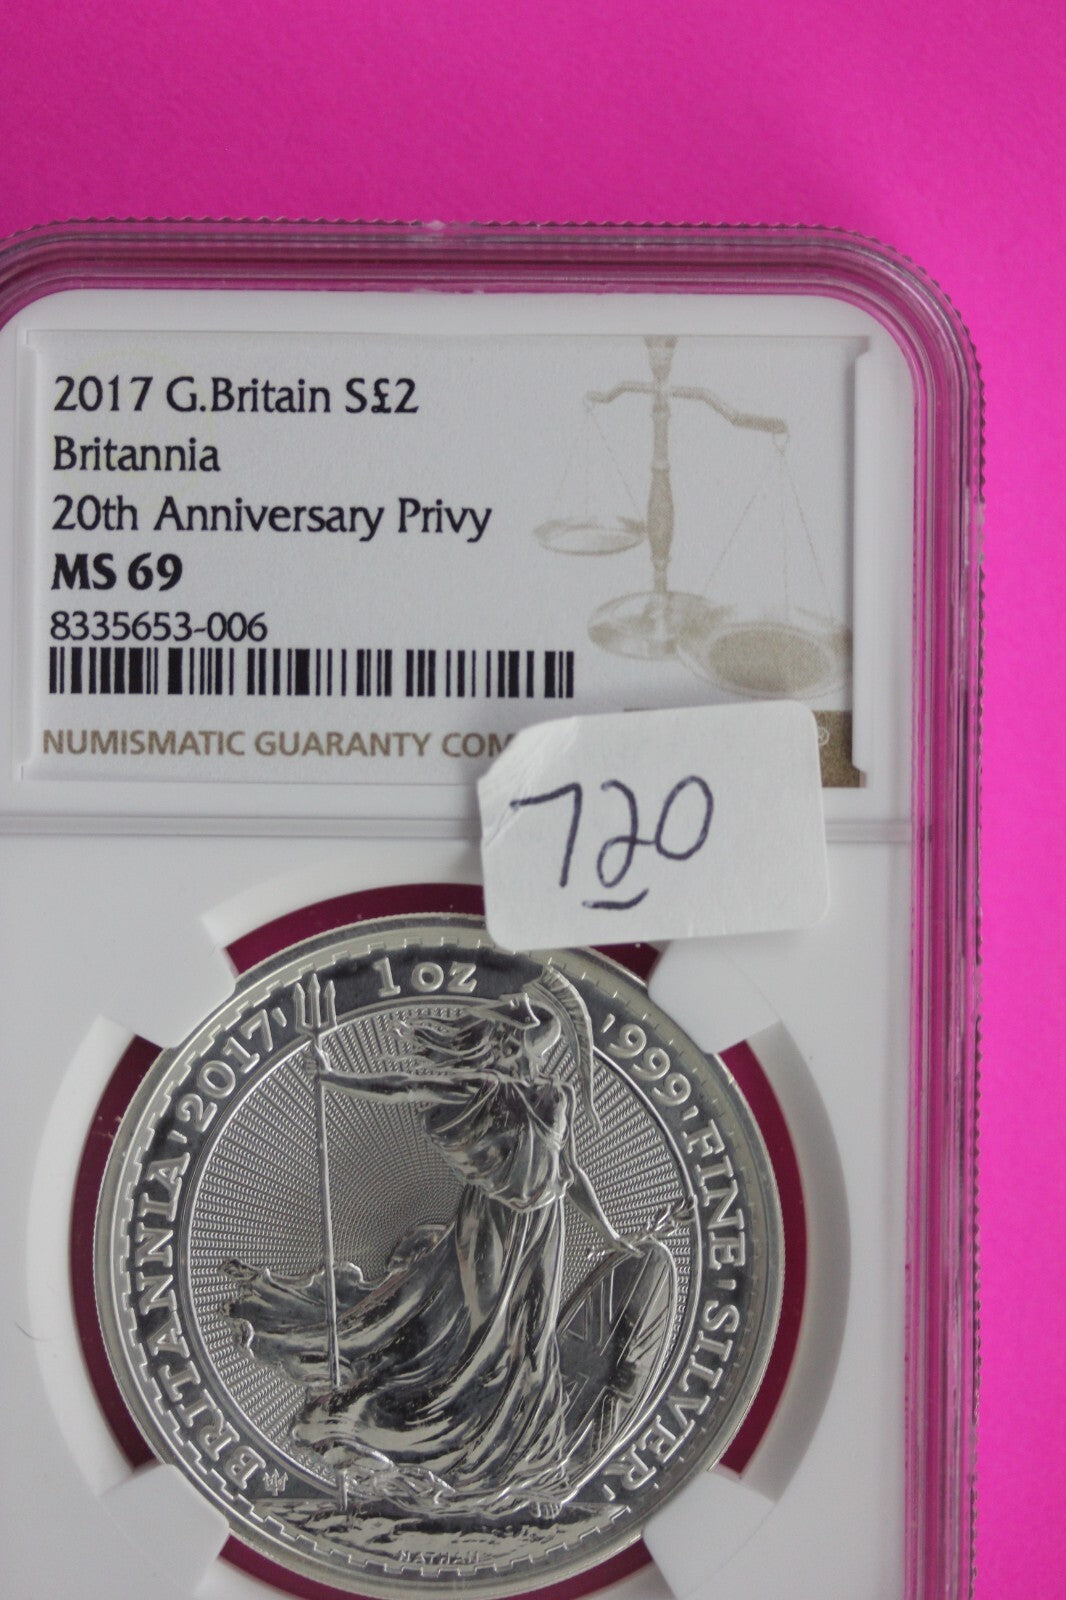 2017 G.Britain S£2
Britannia
20th Anniversary Privy
MS 69
8335653-006
NUMISMATIC GUARANTY COM
®
720
1 OZ
BRITANNIA 2017
999 FINE SILVER
NATHAN